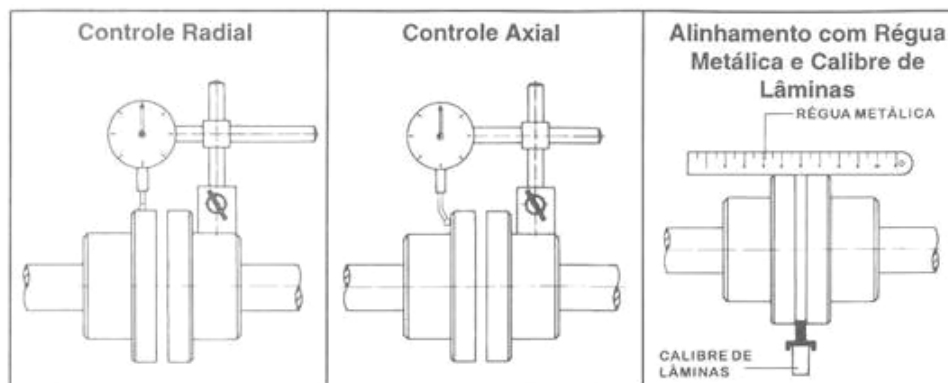 Controle Radial
Controle Axial
Alinhamento com Régua
Metálica e Calibre de
Lâminas
RÉGUA METÁLICA
CALIBRE DE
LÂMINAS